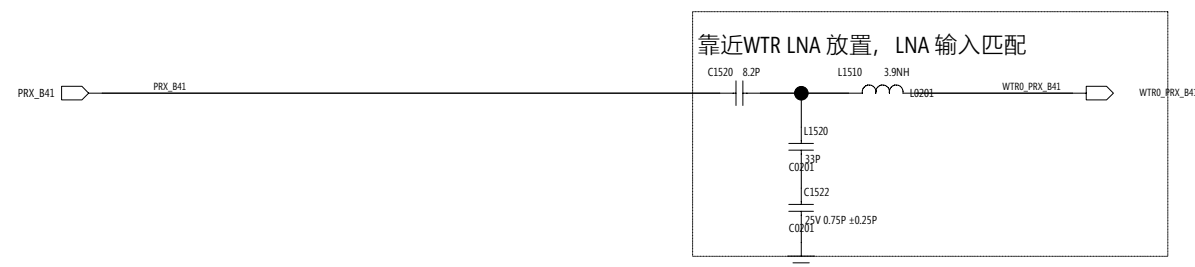 靠近WTR LNA 放置，LNA 输入匹配
C1520 8.2P L1510 3.9NH
PRX_B41 PRX_B41 L0201 WTR0_PRX_B41 WTR0_PRX_B41
L1520
33P
C0201
C1522
25V 0.75P ±0.25P
C0201